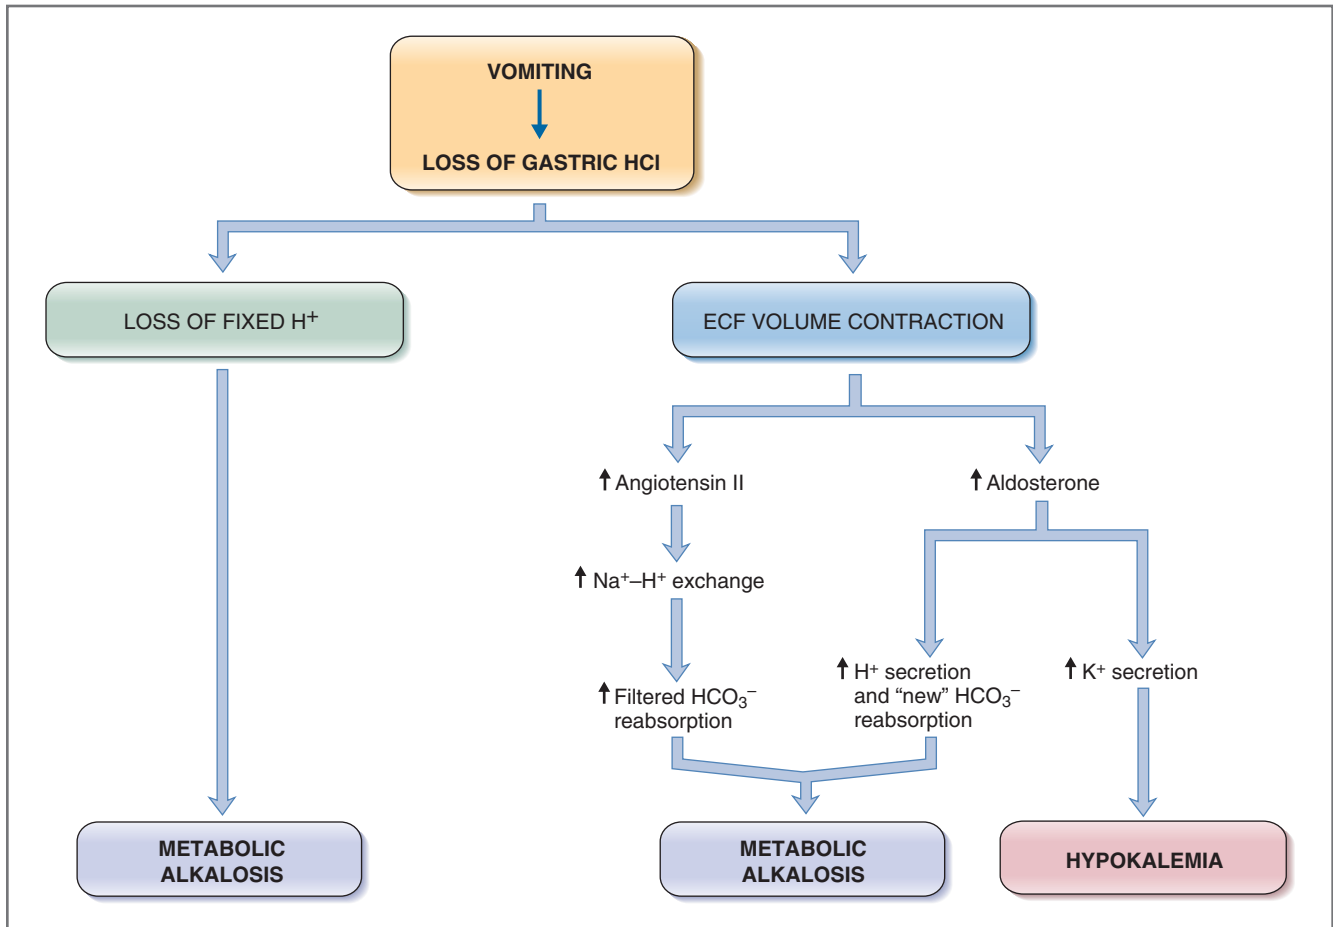 VOMITING
LOSS OF GASTRIC HCl
LOSS OF FIXED H⁺
ECF VOLUME CONTRACTION
↑ Angiotensin II
↑ Aldosterone
↑ Na⁺–H⁺ exchange
↑ Filtered HCO₃⁻
reabsorption
↑ H⁺ secretion
and “new” HCO₃⁻
reabsorption
↑ K⁺ secretion
METABOLIC
ALKALOSIS
METABOLIC
ALKALOSIS
HYPOKALEMIA